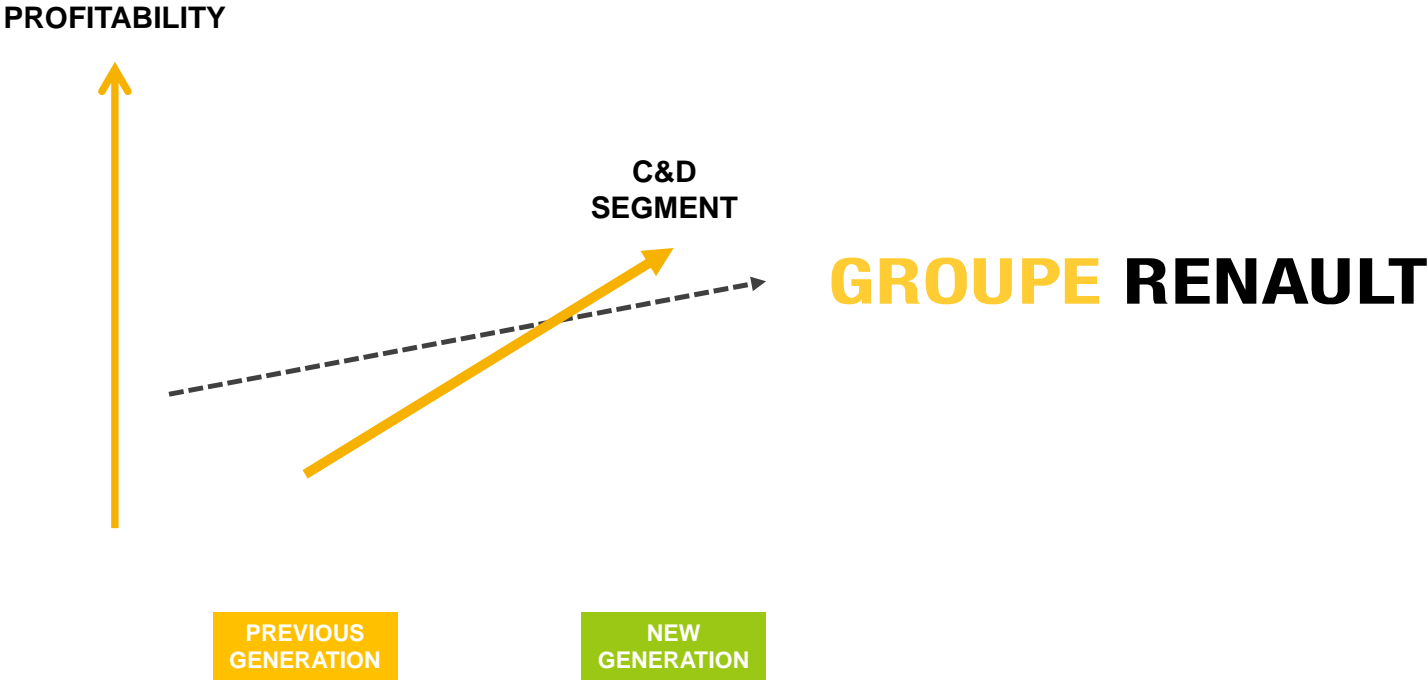 PROFITABILITY
C&D
SEGMENT
GROUPE RENAULT
PREVIOUS
GENERATION
NEW
GENERATION